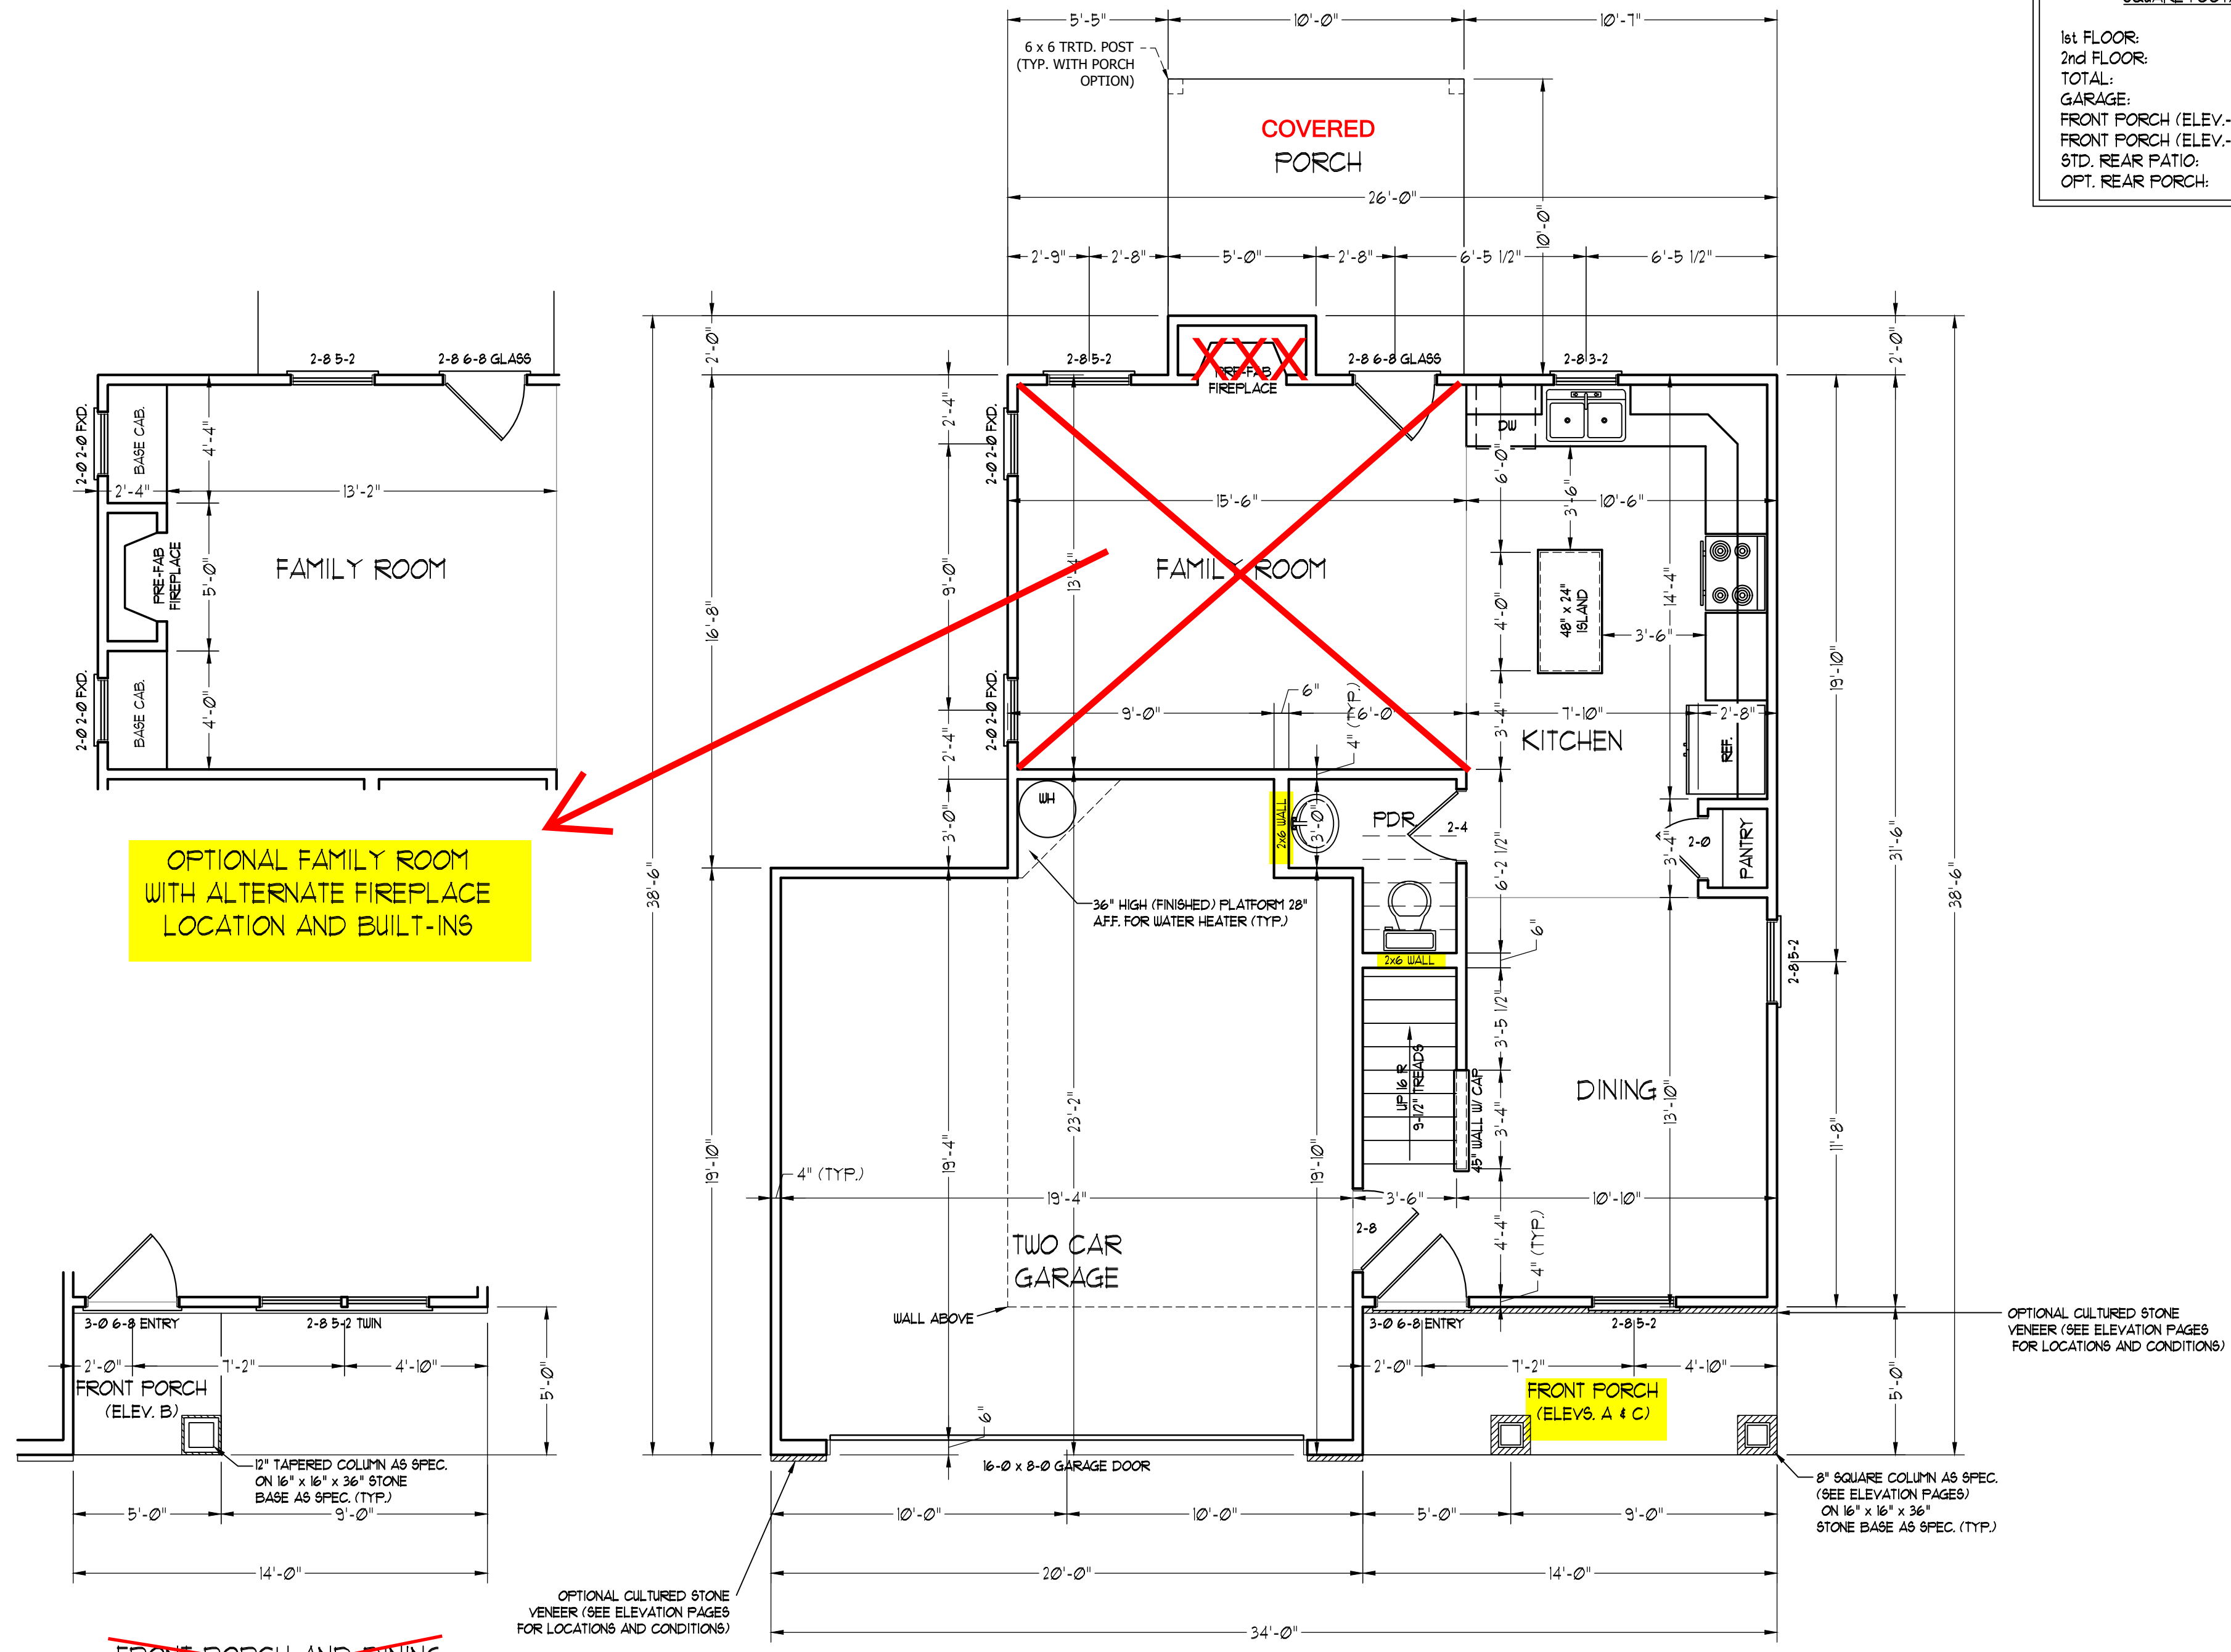 5'-5"
10'-0"
10'-7"
6 x 6 TRTD. POST
(TYP. WITH PORCH
OPTION)
COVERED
PORCH
26'-0"
10'-0"
2'-9"
2'-8"
5'-0"
2'-8"
6'-5 1/2"
6'-5 1/2"
1st FLOOR:
2nd FLOOR:
TOTAL:
GARAGE:
FRONT PORCH (ELEV.-
FRONT PORCH (ELEV.-
STD. REAR PATIO:
OPT. REAR PORCH:
2-8 5-2
2-8 6-8 GLASS
2-0 2-0 FXD.
BASE CAB.
4'-4"
2'-4"
13'-2"
PRE-FAB
FIREPLACE
5'-0"
FAMILY ROOM
2-0 2-0 FXD.
BASE CAB.
4'-0"
OPTIONAL FAMILY ROOM
WITH ALTERNATE FIREPLACE
LOCATION AND BUILT-INS
2'-0"
16'-8"
38'-6"
19'-10"
2-8 5-2
XXX
PRE-FAB
FIREPLACE
2-8 6-8 GLASS
2-8 3-2
2'-0"
2'-4"
2-0 2-0 FXD.
9'-0"
13'-4"
15'-6"
FAMILY ROOM
2-0 2-0 FXD.
2'-4"
9'-0"
6"
6'-0"
4" (TYP.)
DW
6'-0"
3'-6"
10'-6"
4'-0"
48" x 24"
ISLAND
3'-6"
14'-4"
3'-4"
7'-10"
2'-8"
KITCHEN
REF.
19'-10"
31'-6"
38'-6"
3'-0"
WH
2x6 WALL
3'-0"
PDR.
2-4
6'-2 1/2"
3'-4"
2-0
PANTRY
36" HIGH (FINISHED) PLATFORM 28"
A.F.F. FOR WATER HEATER (TYP.)
2x6 WALL
6"
2-8 5-2
3'-5 1/2"
UP 16 R
9-1/2" TREADS
45" WALL W/ CAP
3'-4"
DINING
13'-10"
11'-8"
4" (TYP.)
19'-4"
23'-2"
19'-10"
19'-4"
3'-6"
10'-10"
2-8
4'-4"
4" (TYP.)
TWO CAR
GARAGE
WALL ABOVE
3-0 6-8 ENTRY
2-8 5-2
OPTIONAL CULTURED STONE
VENEER (SEE ELEVATION PAGES
FOR LOCATIONS AND CONDITIONS)
2'-0"
7'-2"
4'-10"
5'-0"
FRONT PORCH
(ELEVS. A & C)
6"
16-0 x 8-0 GARAGE DOOR
8" SQUARE COLUMN AS SPEC.
(SEE ELEVATION PAGES)
ON 16" x 16" x 36"
STONE BASE AS SPEC. (TYP.)
10'-0"
10'-0"
5'-0"
9'-0"
20'-0"
14'-0"
34'-0"
OPTIONAL CULTURED STONE
VENEER (SEE ELEVATION PAGES
FOR LOCATIONS AND CONDITIONS)
3-0 6-8 ENTRY
2-8 5-2 TWIN
2'-0"
7'-2"
4'-10"
5'-0"
FRONT PORCH
(ELEV. B)
12" TAPERED COLUMN AS SPEC.
ON 16" x 16" x 36" STONE
BASE AS SPEC. (TYP.)
5'-0"
9'-0"
14'-0"
FRONT PORCH AND DINING